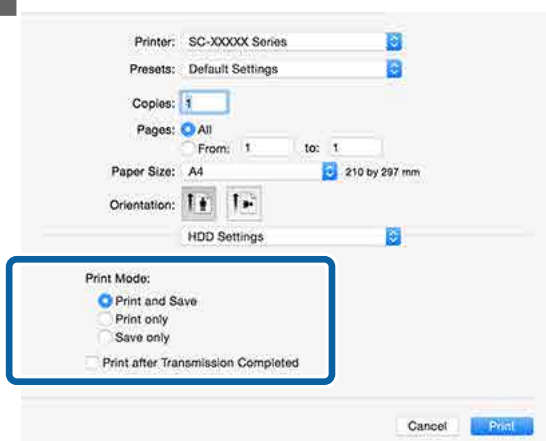 Printer: SC-XXXXX Series
Presets: Default Settings
Copies: 1
Pages: All
From: 1 to: 1
Paper Size: A4 210 by 297 mm
Orientation:
HDD Settings
Print Mode:
Print and Save
Print only
Save only
Print after Transmission Completed
Cancel Print